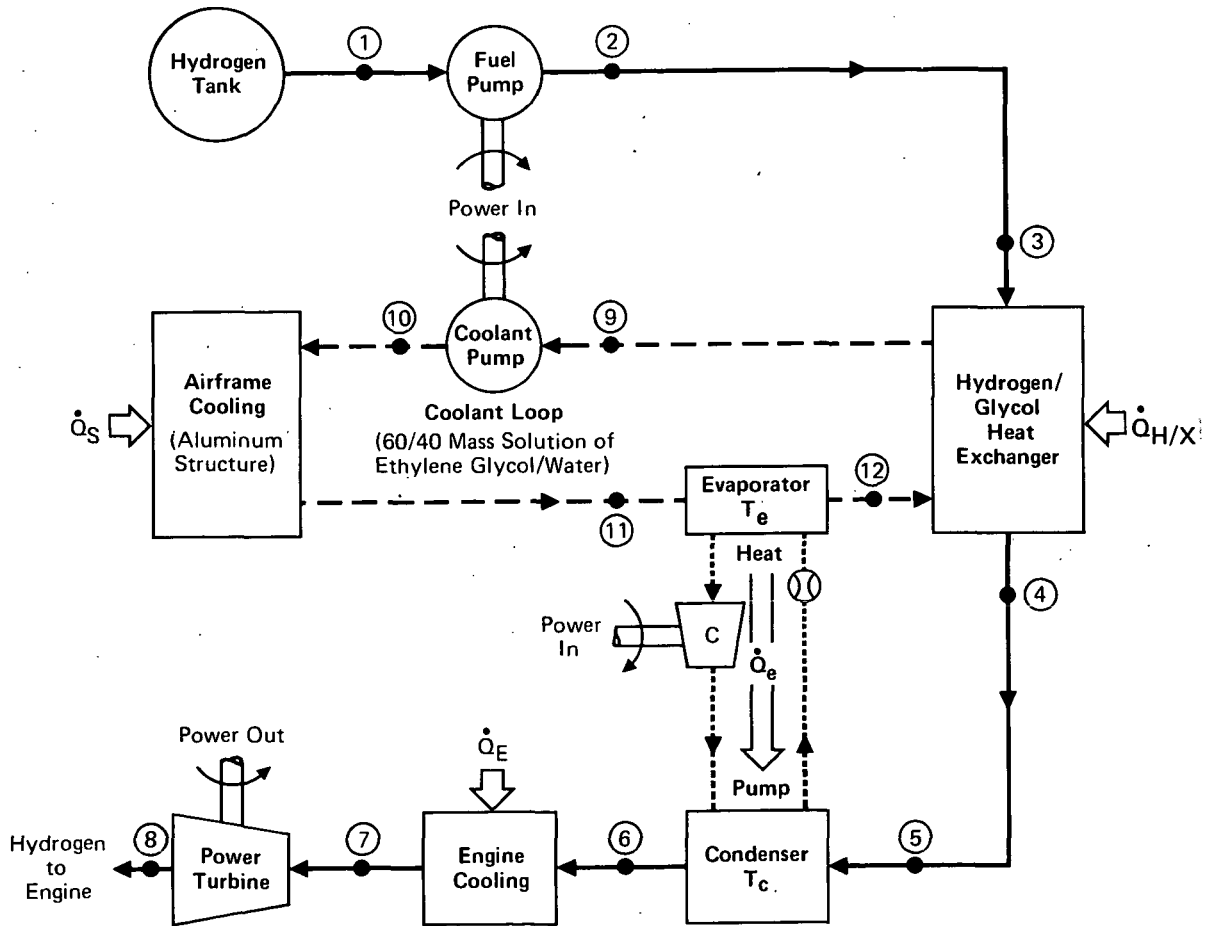 1
2
Hydrogen
Tank
Fuel
Pump
Power In
3
10
9
Airframe
Cooling
(Aluminum
Structure)
Q̇S
Coolant
Pump
Coolant Loop
(60/40 Mass Solution of
Ethylene Glycol/Water)
Hydrogen/
Glycol
Heat
Exchanger
Q̇H/X
11
Evaporator
Te
12
Heat
4
Power
In
C
Q̇e
Power Out
Q̇E
Pump
Hydrogen
to
Engine
8
Power
Turbine
7
Engine
Cooling
6
Condenser
Tc
5